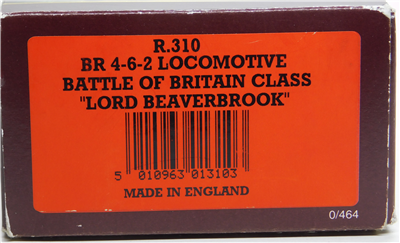 R.310
BR 4-6-2 LOCOMOTIVE
BATTLE OF BRITAIN CLASS
"LORD BEAVERBROOK"
5 010963 013103
MADE IN ENGLAND
0/464